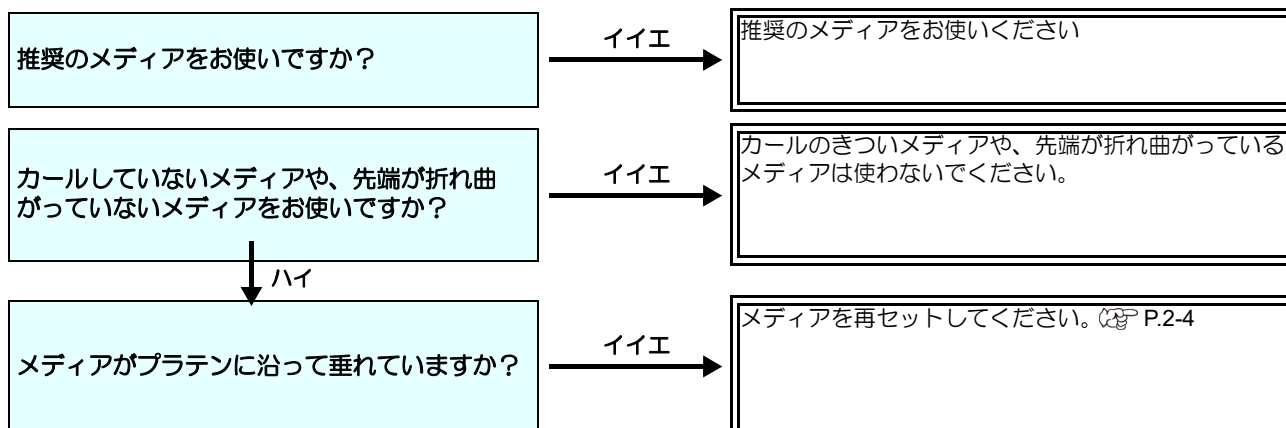 推奨のメディアをお使いですか？
イイエ
推奨のメディアをお使いください
カールしていないメディアや、先端が折れ曲
がっていないメディアをお使いですか？
イイエ
カールのきついメディアや、先端が折れ曲がっている
メディアは使わないでください。
ハイ
メディアがプラテンに沿って垂れていますか？
イイエ
メディアを再セットしてください。 P.2-4